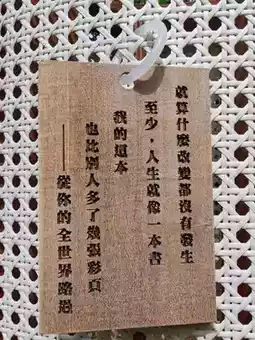 就算什麼改變都沒有發生
至少，人生就像一本書
我的這本
也比別人多了幾張彩頁
——從你的全世界路過